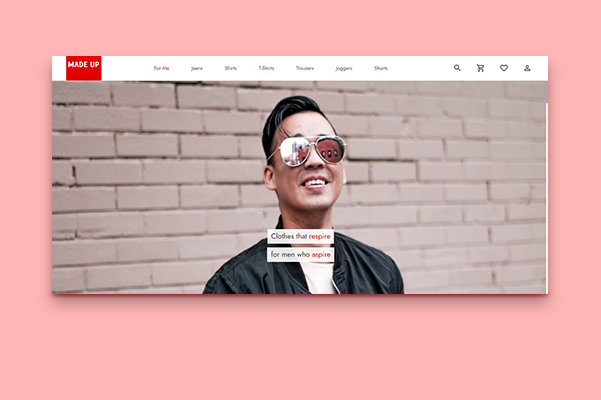 MADE UP
For Me Jeans Shirts T-Shirts Trousers Joggers Shorts
Clothes that respire
for men who aspire